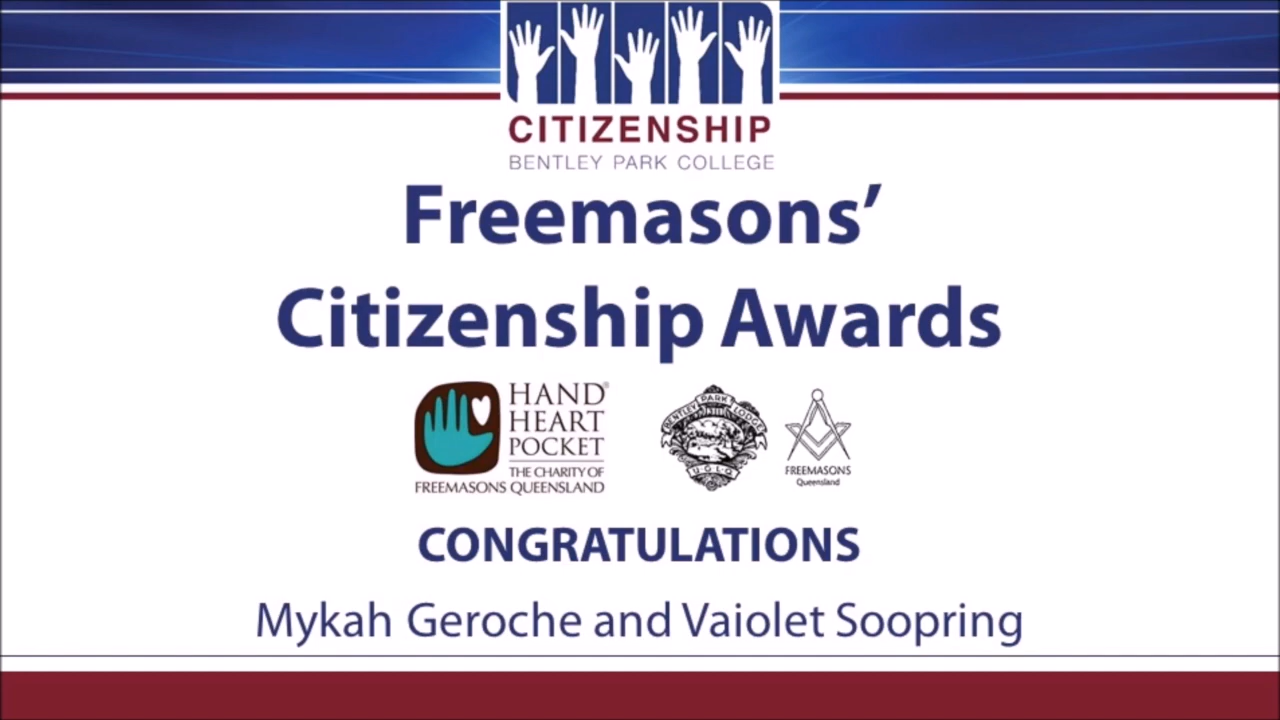 CITIZENSHIP
BENTLEY PARK COLLEGE
Freemasons’
Citizenship Awards
HAND®
HEART
POCKET
THE CHARITY OF
FREEMASONS QUEENSLAND
BENTLEY PARK LODGE
U.G.L.Q
FREEMASONS
Queensland
CONGRATULATIONS
Mykah Geroche and Vaiolet Soopring